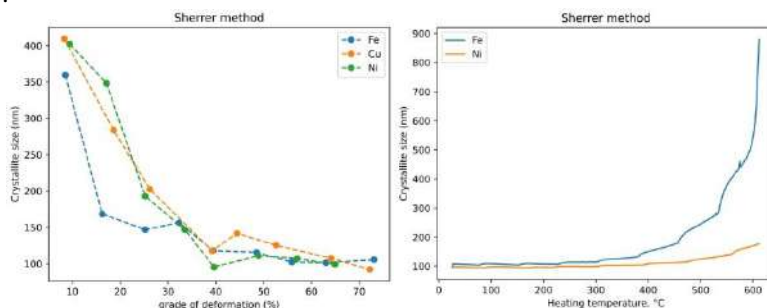 Sherrer method
Crystallite size (nm)
400
350
300
250
200
150
100
Fe
Cu
Ni
10
20
30
40
50
60
70
grade of deformation (%)
Sherrer method
Crystallite size (nm)
900
800
700
600
500
400
300
200
100
Fe
Ni
0
100
200
300
400
500
600
Heating temperature, °C